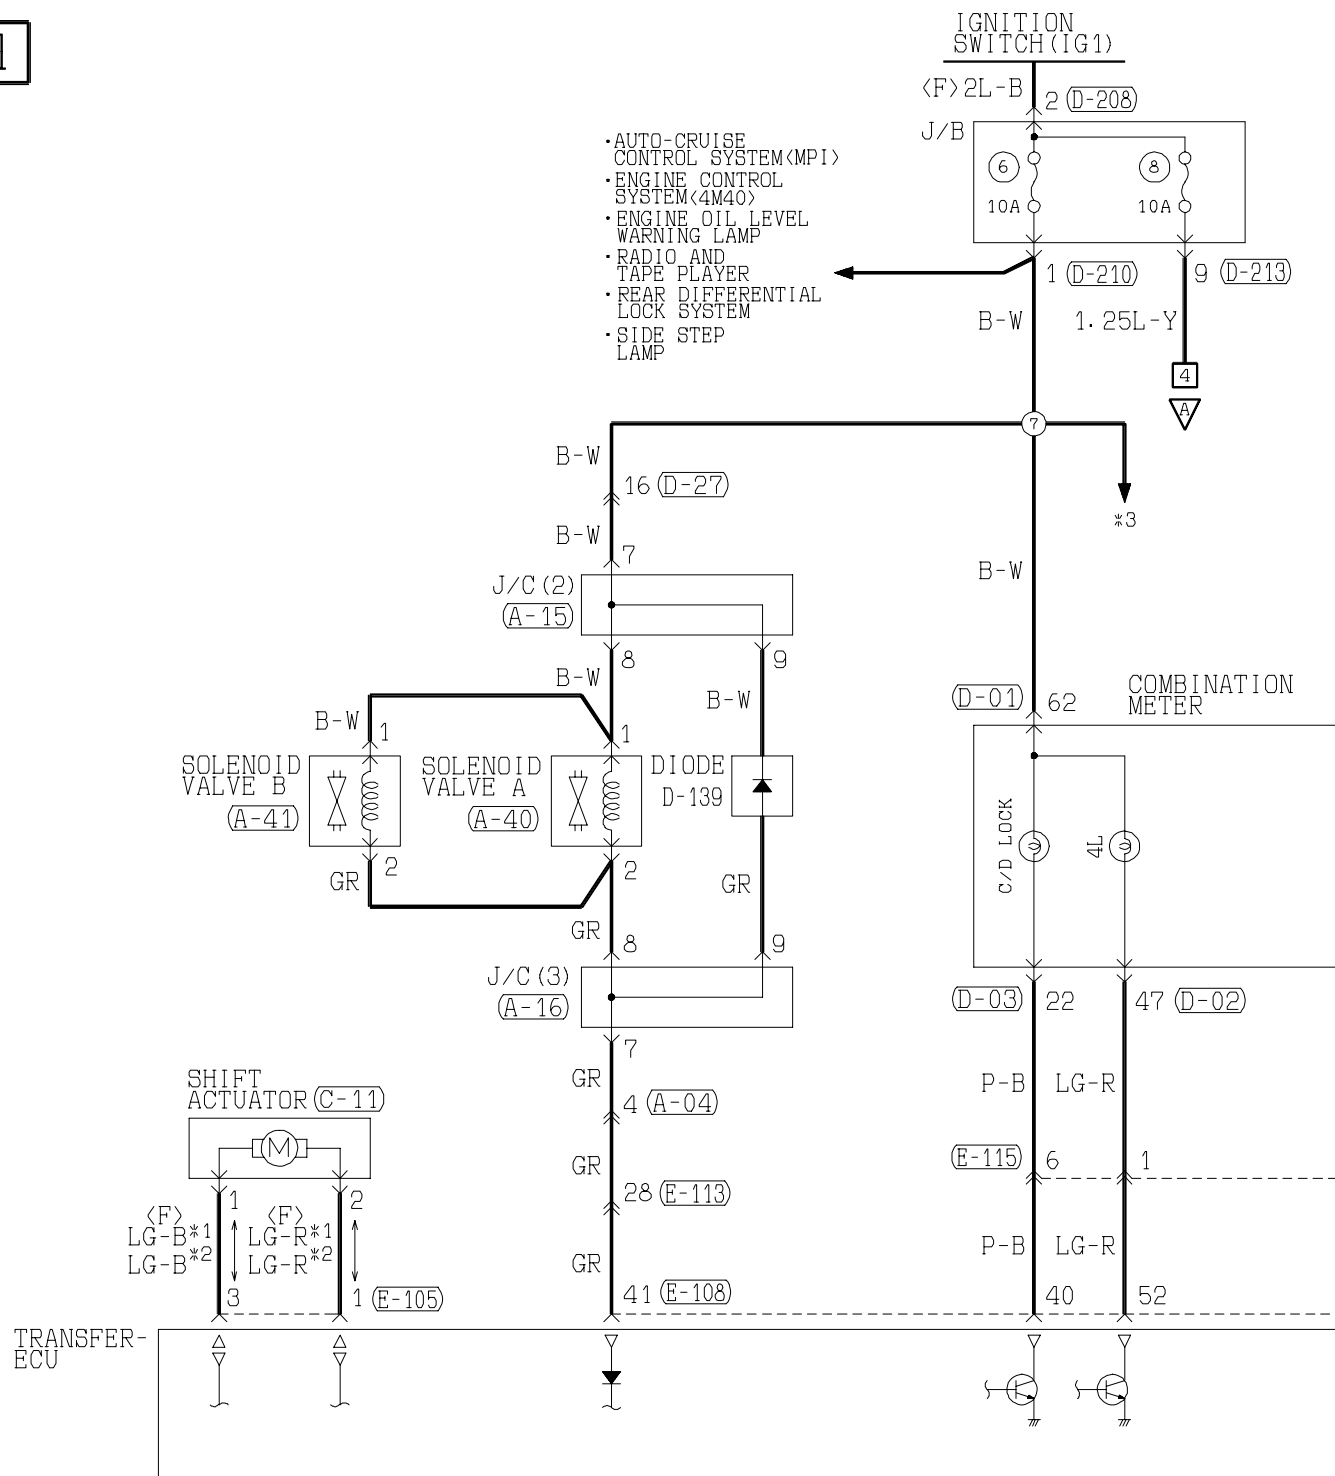 1
IGNITION
SWITCH(IG1)
<F>2L-B
2 (D-208)
J/B
6
10A
8
10A
·AUTO-CRUISE
CONTROL SYSTEM<MPI>
·ENGINE CONTROL
SYSTEM<4M40>
·ENGINE OIL LEVEL
WARNING LAMP
·RADIO AND
TAPE PLAYER
·REAR DIFFERENTIAL
LOCK SYSTEM
·SIDE STEP
LAMP
1 (D-210)
9 (D-213)
B-W
1.25L-Y
4
A
7
B-W
16 (D-27)
*3
B-W
7
B-W
J/C(2)
(A-15)
8
9
B-W
B-W
B-W
1
1
(D-01)
62
COMBINATION
METER
SOLENOID
VALVE B
(A-41)
SOLENOID
VALVE A
(A-40)
DIODE
D-139
C/D LOCK
4L
2
2
GR
GR
GR
8
9
J/C(3)
(A-16)
(D-03) 22
47 (D-02)
7
GR
4 (A-04)
P-B
LG-R
SHIFT
ACTUATOR (C-11)
M
GR
28 (E-113)
(E-115) 6
1
1
2
<F>
LG-B*1
LG-B*2
<F>
LG-R*1
LG-R*2
GR
P-B
LG-R
3
1 (E-105)
41 (E-108)
40
52
TRANSFER-
ECU